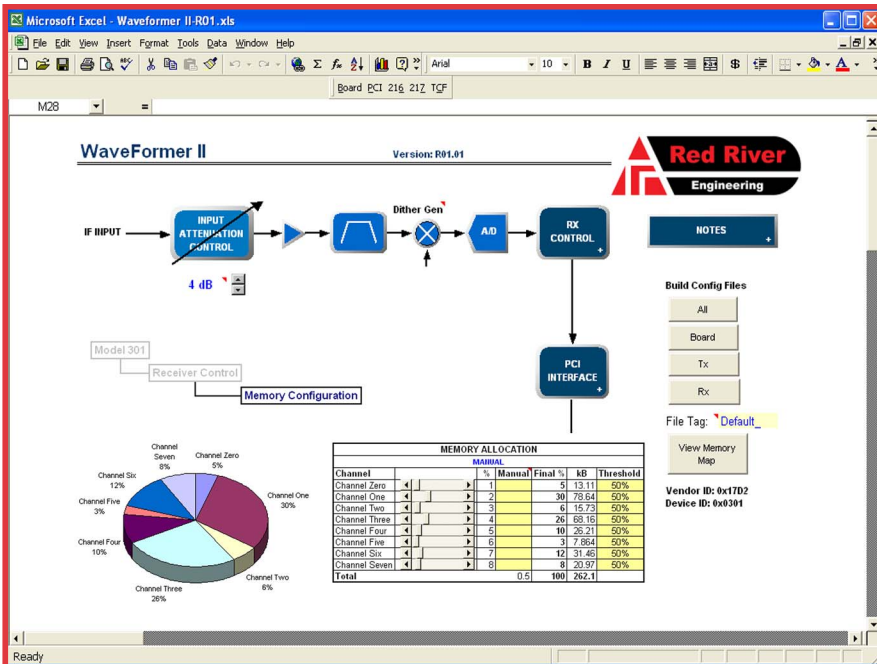 Microsoft Excel - Waveformer II-R01.xls
File Edit View Insert Format Tools Data Window Help
Arial 10 B I U $
Board PCI 216 217 TCF
M28 =
WaveFormer II
Version: R01.01
Red River
Engineering
IF INPUT
INPUT
ATTENUATION
CONTROL
Dither Gen
A/D
RX
CONTROL
+
NOTES
+
4 dB
Build Config Files
All
Board
Tx
Rx
PCI
INTERFACE
+
Model 301
Receiver Control
Memory Configuration
File Tag: Default_
View Memory
Map
Vendor ID: 0x17D2
Device ID: 0x0301
Channel Zero
5%
Channel One
30%
Channel Two
6%
Channel Three
26%
Channel Four
10%
Channel Five
3%
Channel Six
12%
Channel
Seven
8%
MEMORY ALLOCATION
MANUAL
Channel % Manual Final % kB Threshold
Channel Zero 1 5 13.11 50%
Channel One 2 30 78.64 50%
Channel Two 3 6 15.73 50%
Channel Three 4 26 68.16 50%
Channel Four 5 10 26.21 50%
Channel Five 6 3 7.864 50%
Channel Six 7 12 31.46 50%
Channel Seven 8 8 20.97 50%
Total 0.5 100 262.1
Ready